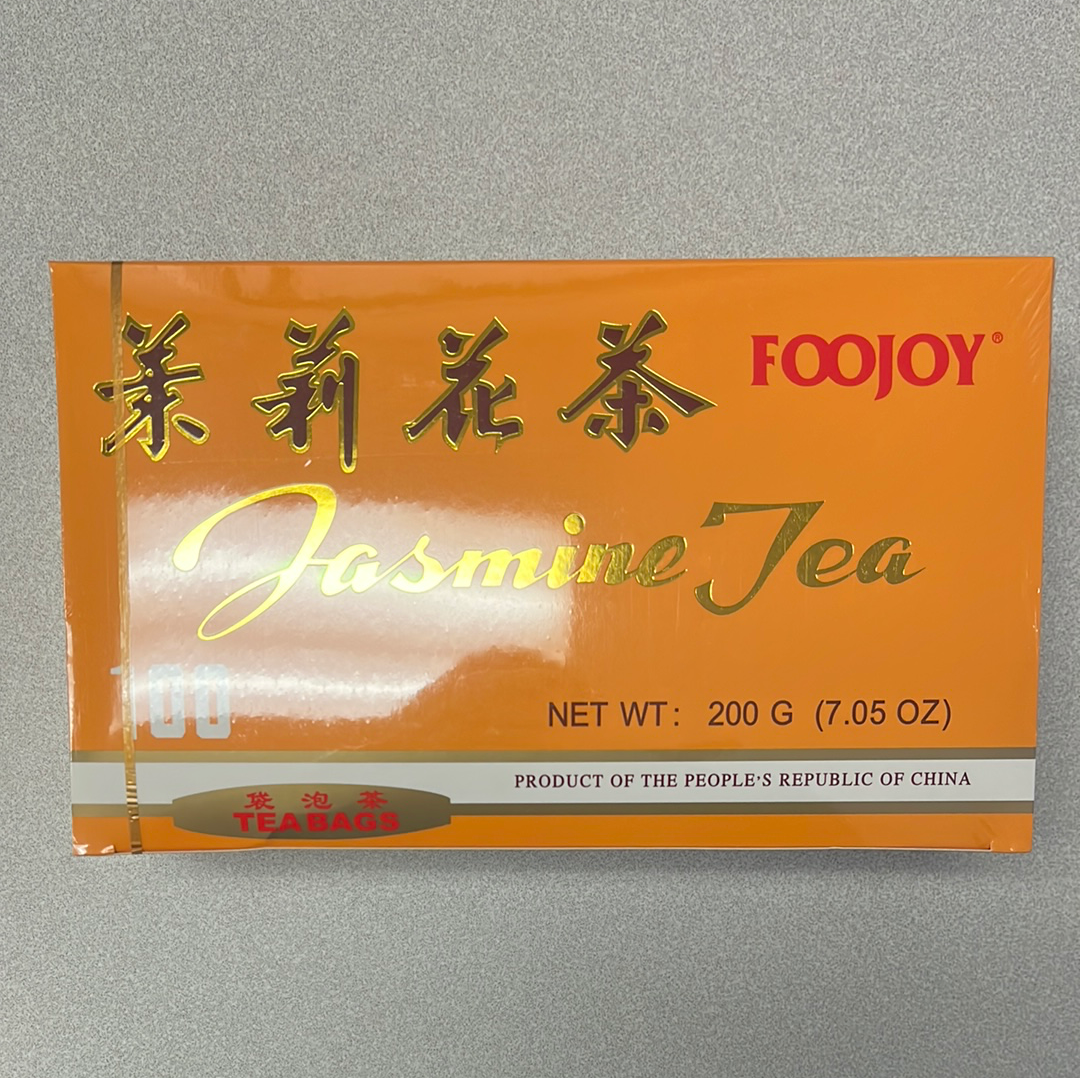 茉莉花茶
FOOJOY®
Jasmine Tea
100
NET WT: 200 G (7.05 OZ)
PRODUCT OF THE PEOPLE'S REPUBLIC OF CHINA
袋泡茶
TEA BAGS